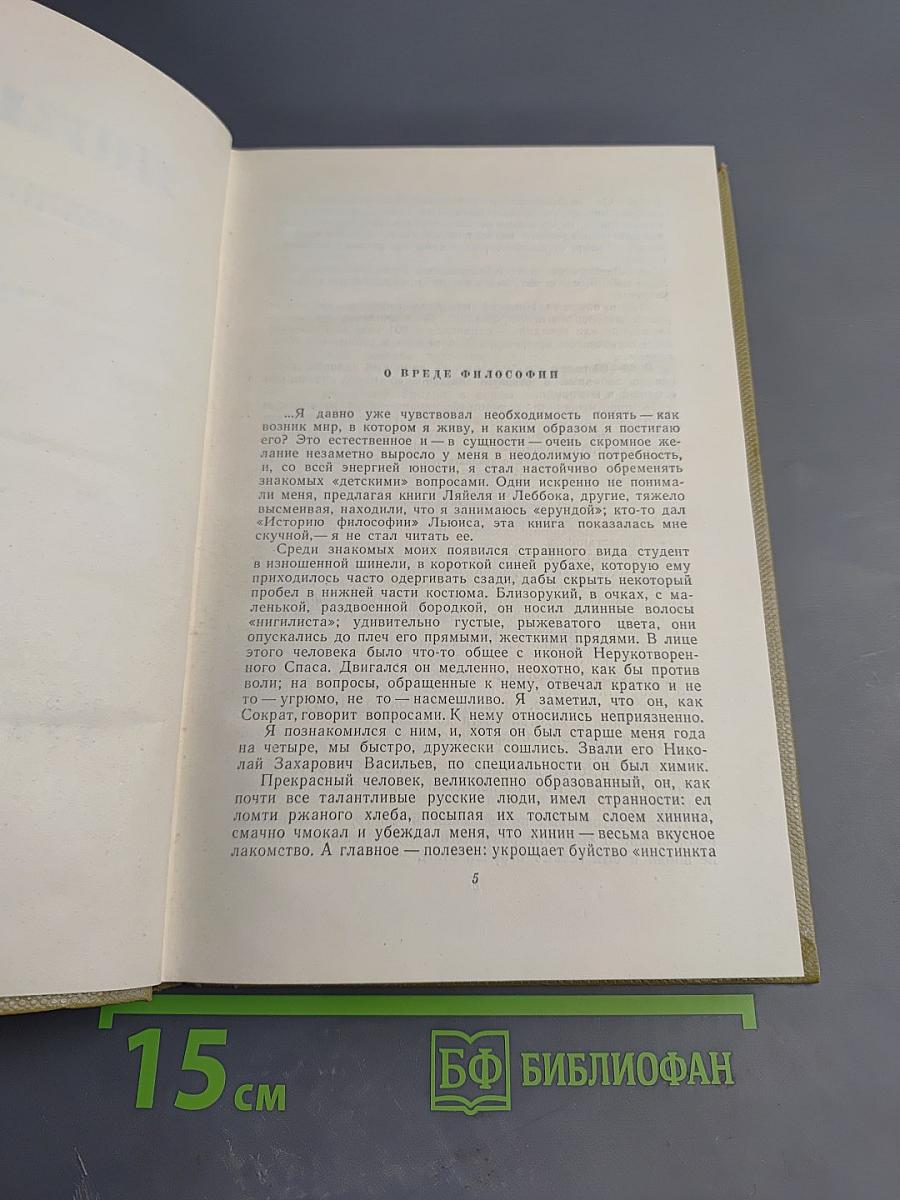 О ВРЕДЕ ФИЛОСОФИИ
...Я давно уже чувствовал необходимость понять — как
возник мир, в котором я живу, и каким образом я постигаю
его? Это естественное и — в сущности — очень скромное же-
лание незаметно выросло у меня в неодолимую потребность,
и, со всей энергией юности, я стал настойчиво обременять
знакомых «детскими» вопросами. Одни искренно не понима-
ли меня, предлагая книги Ляйеля и Леббока, другие, тяжело
высмеивая, находили, что я занимаюсь «ерундой»; кто-то дал
«Историю философии» Льюиса, эта книга показалась мне
скучной,— я не стал читать ее.
Среди знакомых моих появился странного вида студент
в изношенной шинели, в короткой синей рубахе, которую ему
приходилось часто одергивать сзади, дабы скрыть некоторый
пробел в нижней части костюма. Близорукий, в очках, с ма-
ленькой, раздвоенной бородкой, он носил длинные волосы
«нигилиста»; удивительно густые, рыжеватого цвета, они
опускались до плеч его прямыми, жесткими прядями. В лице
этого человека было что-то общее с иконой Нерукотворен-
ного Спаса. Двигался он медленно, неохотно, как бы против
воли; на вопросы, обращенные к нему, отвечал кратко и не
то — угрюмо, не то — насмешливо. Я заметил, что он, как
Сократ, говорит вопросами. К нему относились неприязненно.
Я познакомился с ним, и, хотя он был старше меня года
на четыре, мы быстро, дружески сошлись. Звали его Нико-
лай Захарович Васильев, по специальности он был химик.
Прекрасный человек, великолепно образованный, он, как
почти все талантливые русские люди, имел странности: ел
ломти ржаного хлеба, посыпая их толстым слоем хинина,
смачно чмокал и убеждал меня, что хинин — весьма вкусное
лакомство. А главное — полезен: укрощает буйство «инстинкта
5
15 см
БФ БИБЛИОФАН